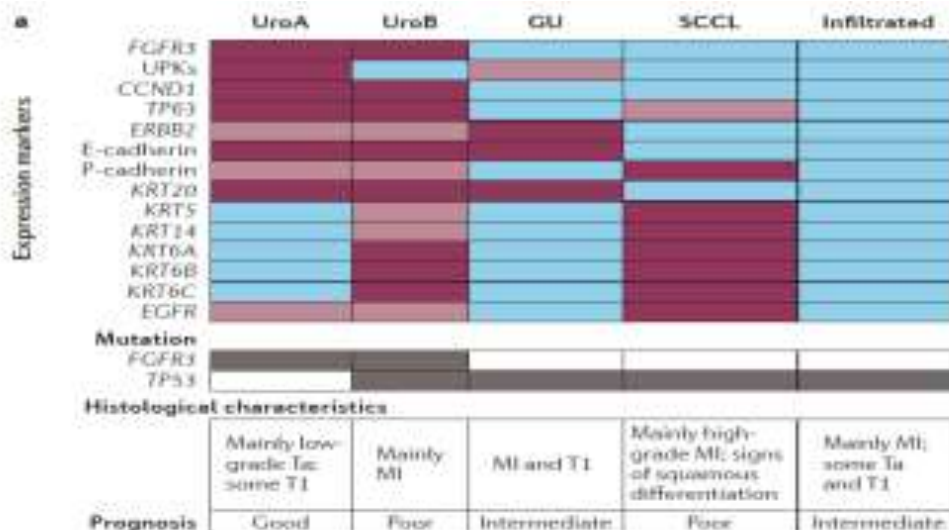 a
UroA UroB GU SCCL Infiltrated
Expression markers
FGFR3
UPKs
CCND1
TP63
ERBB2
E-cadherin
P-cadherin
KRT20
KRT5
KRT14
KRT6A
KRT6B
KRT6C
EGFR
Mutation
FGFR3
TP53
Histological characteristics
Mainly low-
grade Ta;
some T1
Mainly
MI
MI and T1
Mainly high-
grade MI; signs
of squamous
differentiation
Mainly MI;
some Ta
and T1
Prognosis Good Poor Intermediate Poor Intermediate